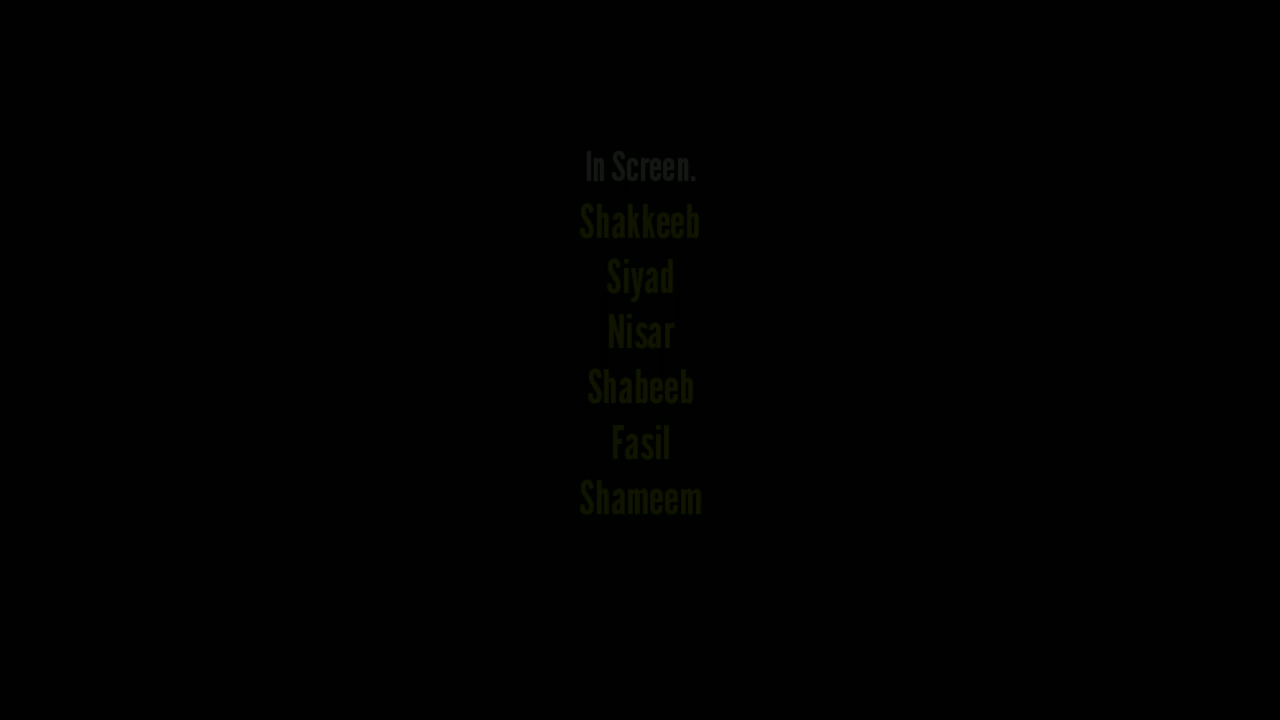 In Screen.
Shakkeeb
Siyad
Nisar
Shabeeb
Fasil
Shameem